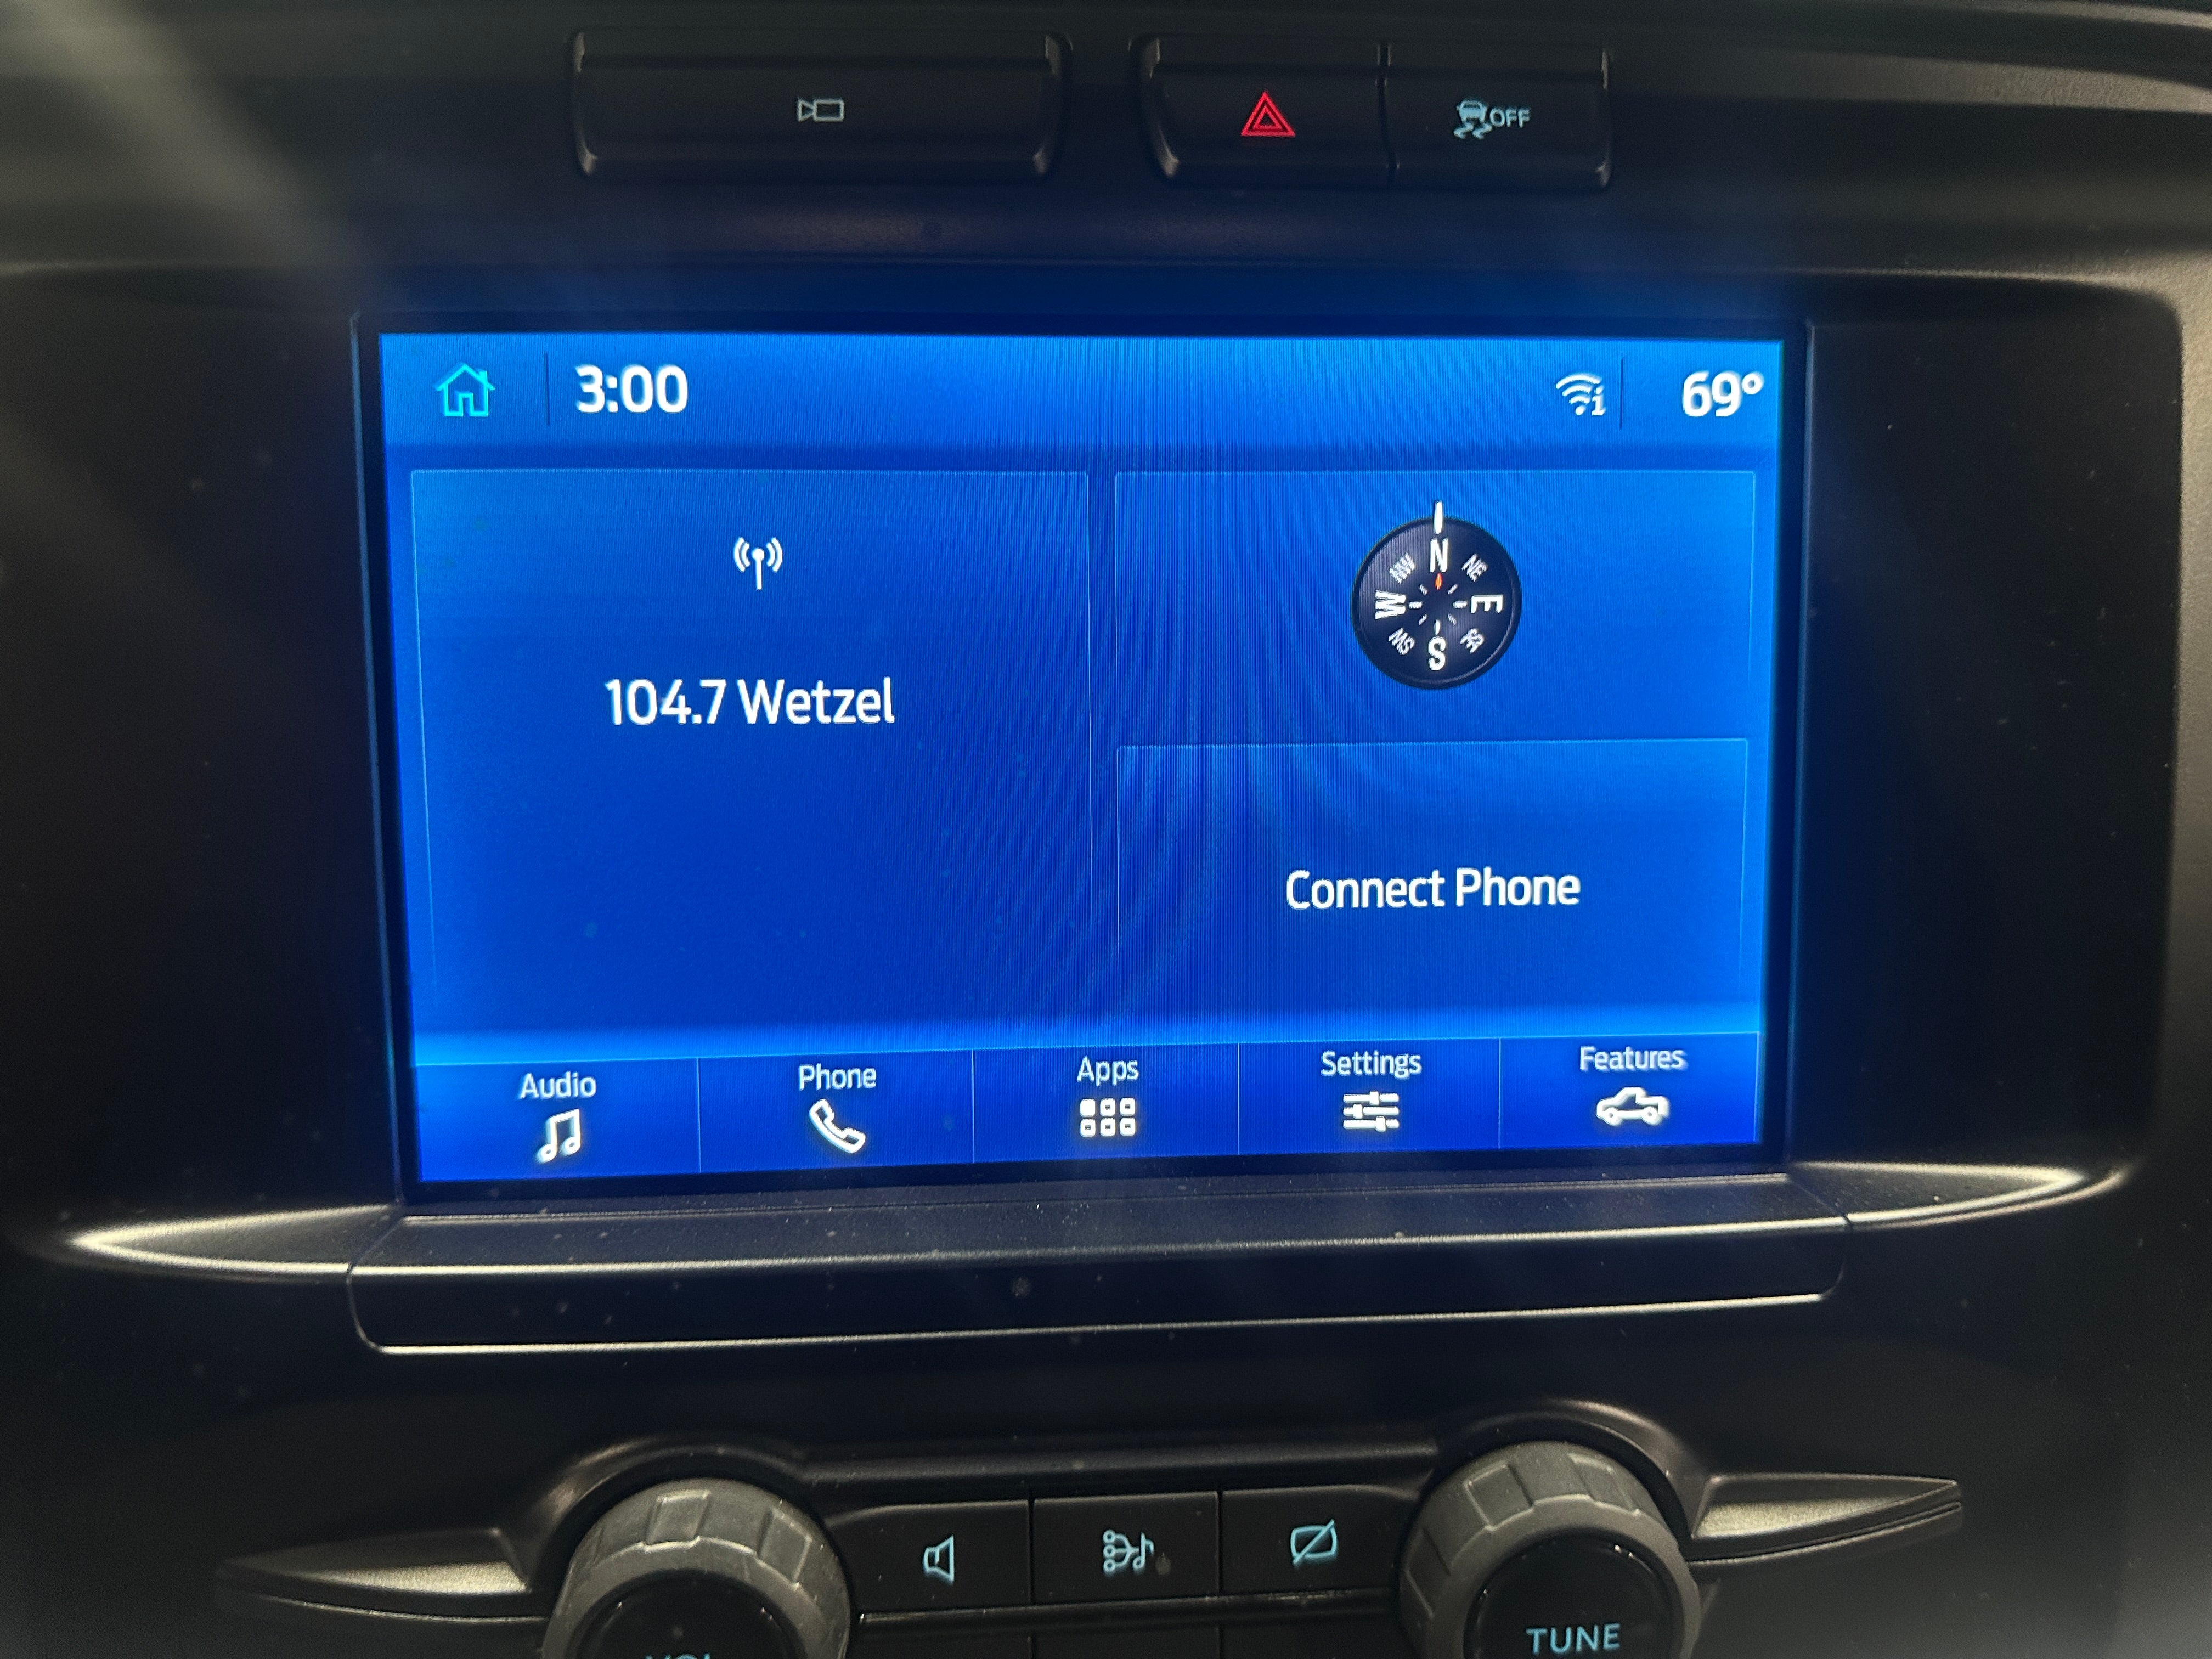 OFF
3:00
69°
104.7 Wetzel
N
NE
E
SE
S
SW
W
NW
Connect Phone
Audio
Phone
Apps
Settings
Features
VOL
TUNE